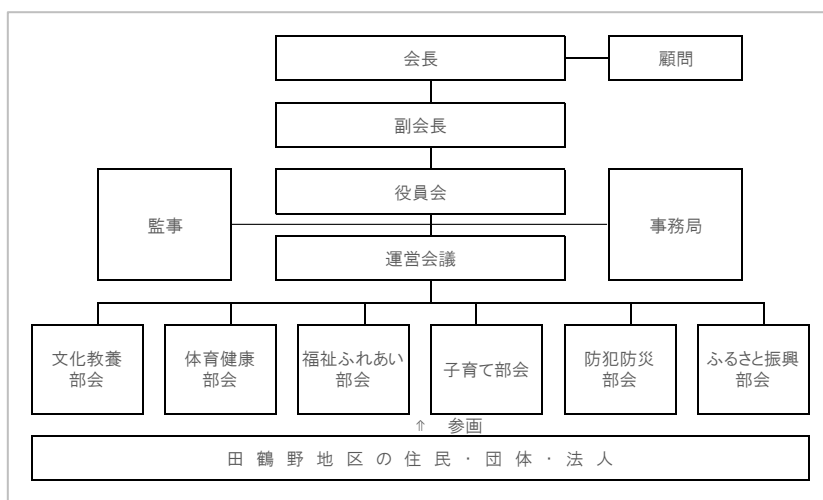 会長
顧問
副会長
役員会
監事
事務局
運営会議
文化教養
部会
体育健康
部会
福祉ふれあい
部会
子育て部会
防犯防災
部会
ふるさと振興
部会
⇑ 参画
田鶴野地区の住民・団体・法人